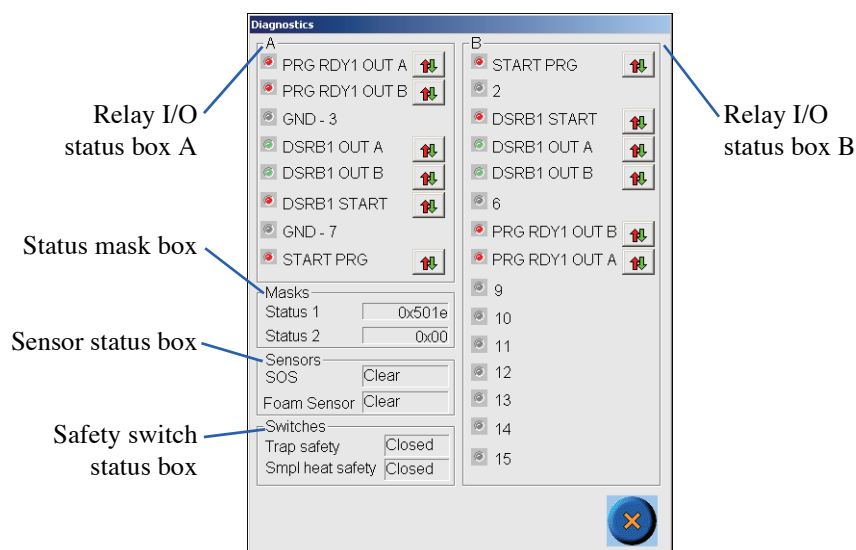 Diagnostics
A
PRG RDY1 OUT A
PRG RDY1 OUT B
GND - 3
DSRB1 OUT A
DSRB1 OUT B
DSRB1 START
GND - 7
START PRG
Masks
Status 1 0x501e
Status 2 0x00
Sensors
SOS Clear
Foam Sensor Clear
Switches
Trap safety Closed
Smpl heat safety Closed
B
START PRG
2
DSRB1 START
DSRB1 OUT A
DSRB1 OUT B
6
PRG RDY1 OUT B
PRG RDY1 OUT A
9
10
11
12
13
14
15
Relay I/O
status box A
Status mask box
Sensor status box
Safety switch
status box
Relay I/O
status box B